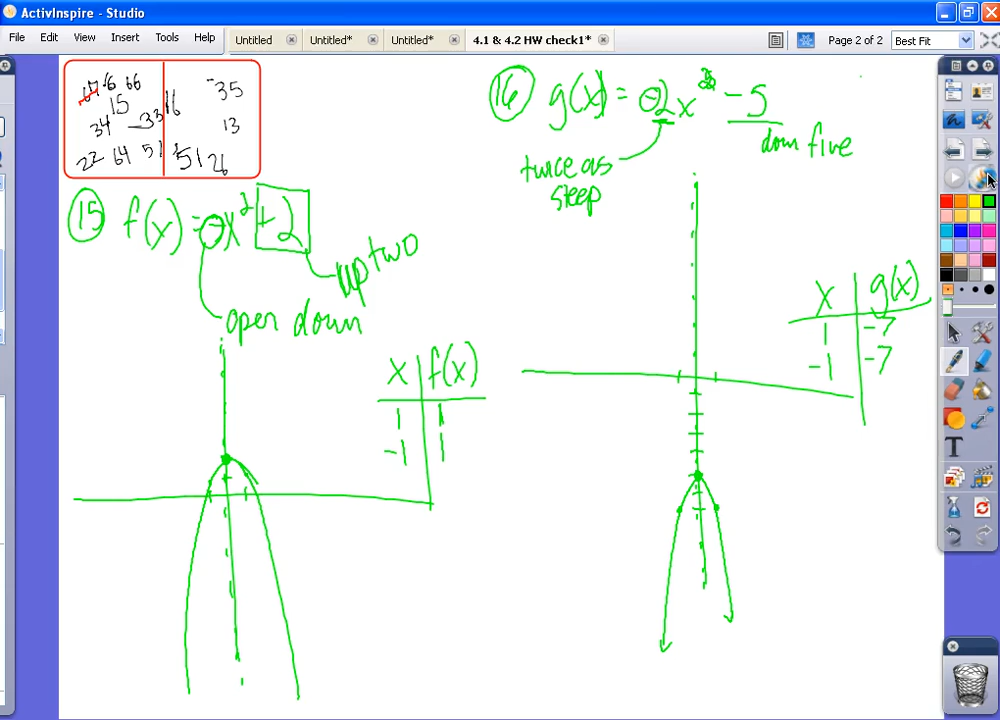 ActivInspire - Studio
File Edit View Insert Tools Help
Untitled Untitled* Untitled* 4.1 & 4.2 HW check1* Page 2 of 2 Best Fit
66 16 35
15
34 -33 13
22 64 51 51 26
16 g(x) = -2x² - 5
down five
twice as
steep
15 f(x) = -x² + 2
up two
open down
x g(x)
1 -7
-1 -7
x f(x)
1 1
-1 1
T